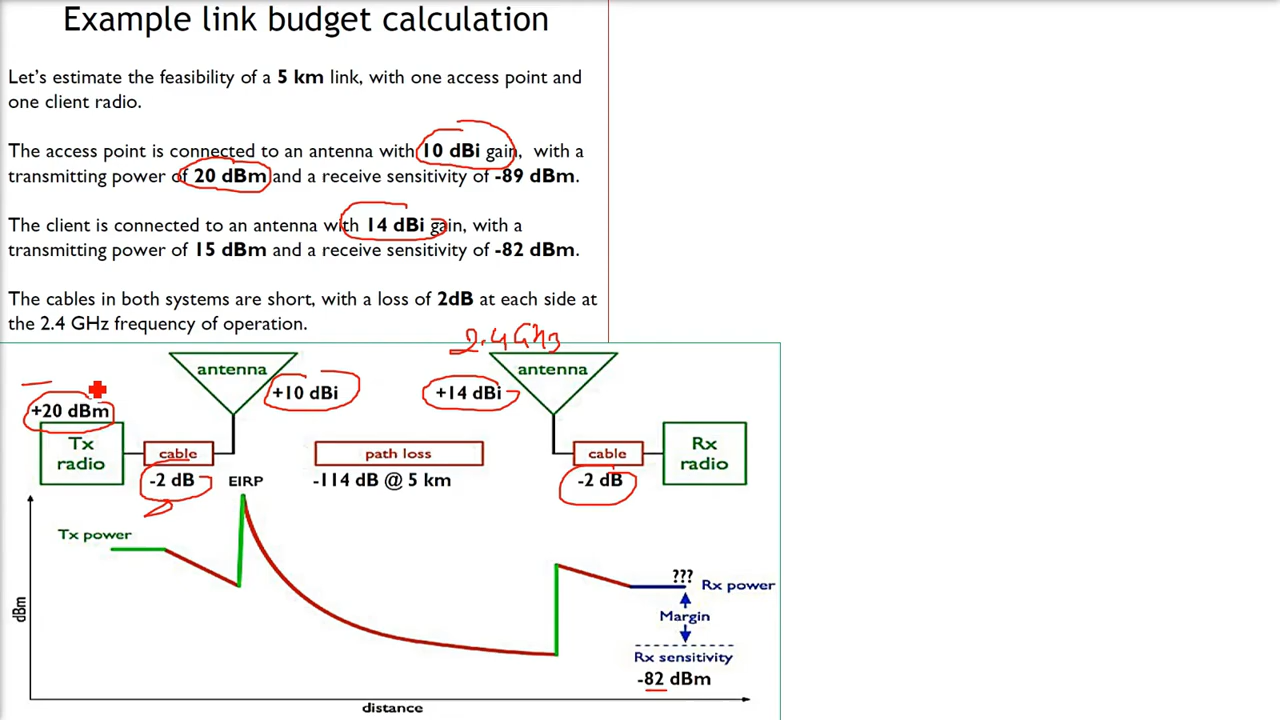 Example link budget calculation
Let's estimate the feasibility of a 5 km link, with one access point and
one client radio.
The access point is connected to an antenna with 10 dBi gain, with a
transmitting power of 20 dBm and a receive sensitivity of -89 dBm.
The client is connected to an antenna with 14 dBi gain, with a
transmitting power of 15 dBm and a receive sensitivity of -82 dBm.
The cables in both systems are short, with a loss of 2dB at each side at
the 2.4 GHz frequency of operation.
2.4 GHz
antenna
antenna
+20 dBm
+10 dBi
+14 dBi
Tx
radio
cable
path loss
cable
Rx
radio
-2 dB
EIRP
-114 dB @ 5 km
-2 dB
Tx power
???
Rx power
Margin
Rx sensitivity
-82 dBm
dBm
distance